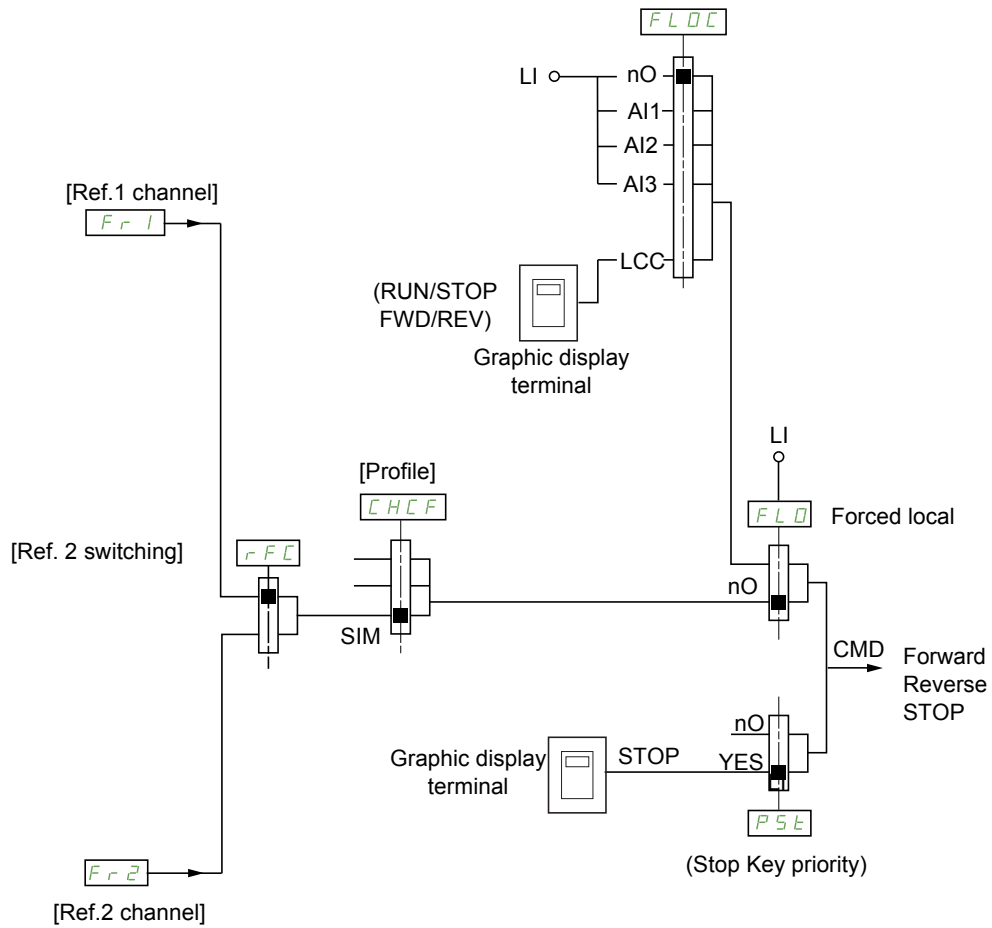 FLOC
LI
nO
AI1
AI2
AI3
[Ref.1 channel]
Fr1
LCC
(RUN/STOP
FWD/REV)
Graphic display
terminal
LI
[Profile]
CHCF
FLO
Forced local
[Ref. 2 switching]
rFC
nO
SIM
CMD
Forward
Reverse
STOP
nO
Graphic display
terminal
STOP
YES
PSt
(Stop Key priority)
Fr2
[Ref.2 channel]